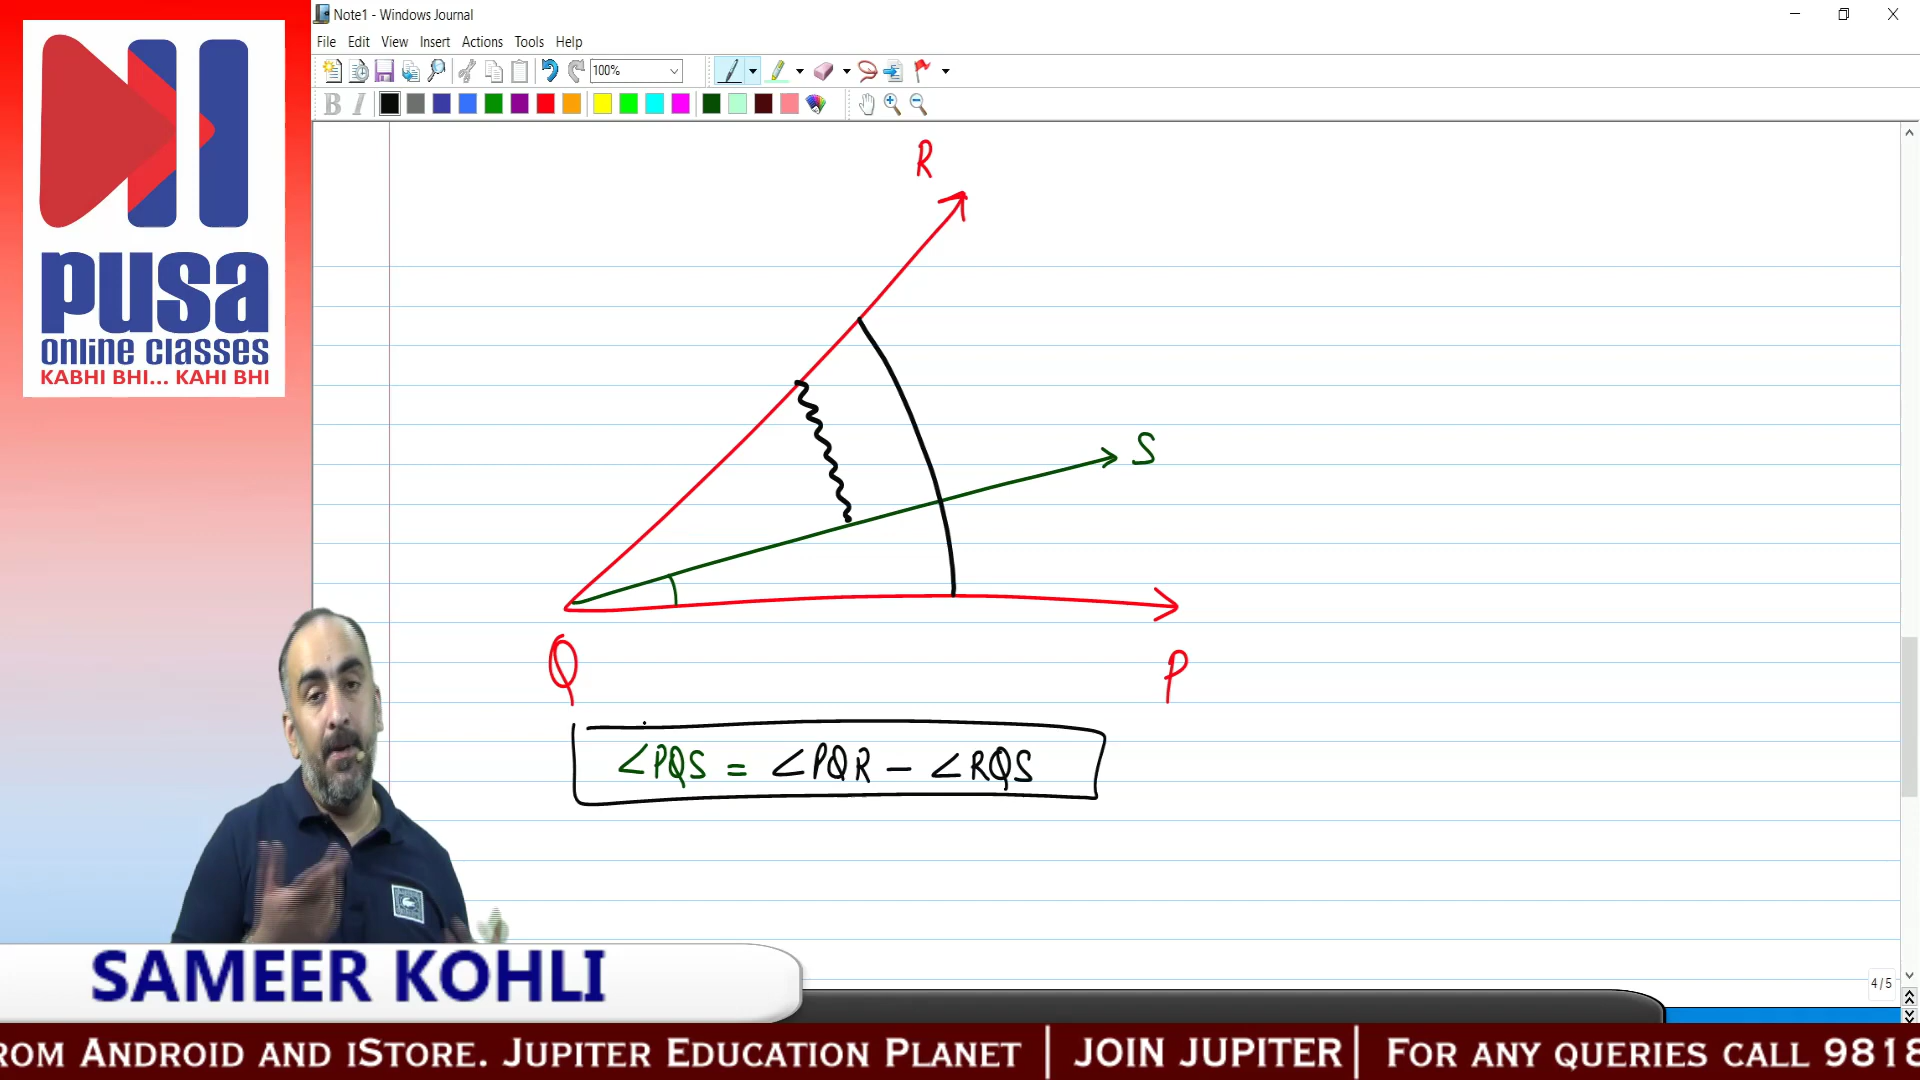 Note1 - Windows Journal
File Edit View Insert Actions Tools Help
100%
B I
pusa
online classes
KABHI BHI... KAHI BHI
R
S
Q
P
∠PQS = ∠PQR − ∠RQS
4 / 5
SAMEER KOHLI
ROM ANDROID AND ISTORE. JUPITER EDUCATION PLANET | JOIN JUPITER | FOR ANY QUERIES CALL 9818